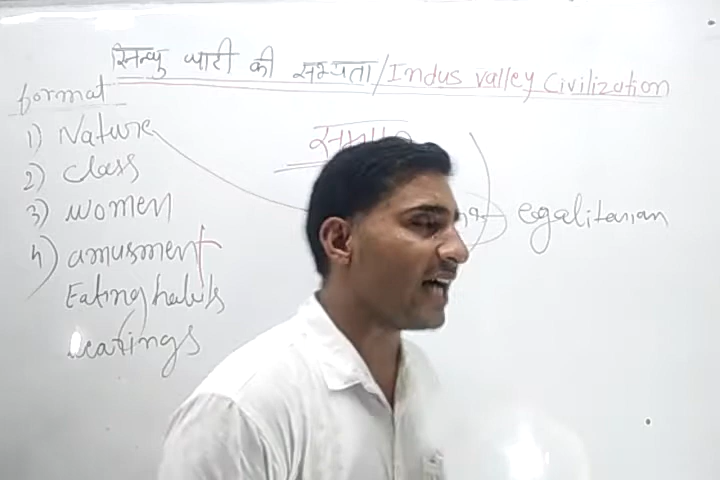 सिन्धु घाटी की सभ्यता/Indus valley Civilization
format
1) Nature
2) Class
3) women
4) amusment
Eating habits
wearings
egalitarian